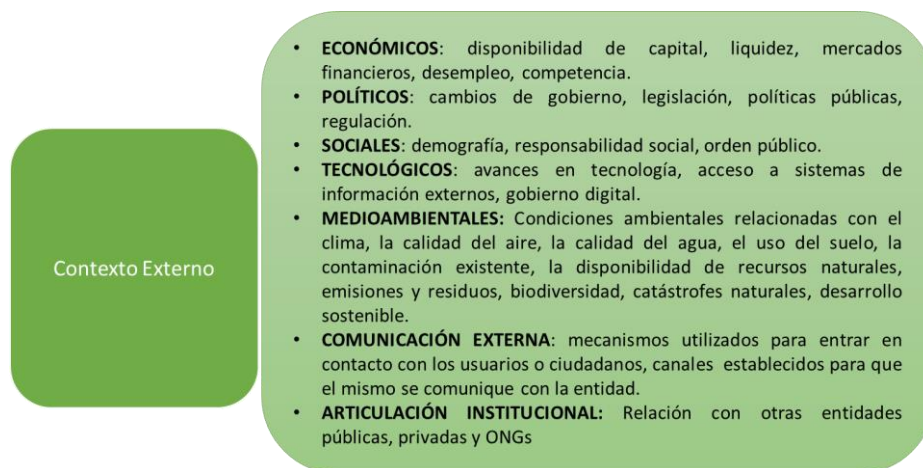 Contexto Externo
• ECONÓMICOS: disponibilidad de capital, liquidez, mercados
financieros, desempleo, competencia.
• POLÍTICOS: cambios de gobierno, legislación, políticas públicas,
regulación.
• SOCIALES: demografía, responsabilidad social, orden público.
• TECNOLÓGICOS: avances en tecnología, acceso a sistemas de
información externos, gobierno digital.
• MEDIOAMBIENTALES: Condiciones ambientales relacionadas con el
clima, la calidad del aire, la calidad del agua, el uso del suelo, la
contaminación existente, la disponibilidad de recursos naturales,
emisiones y residuos, biodiversidad, catástrofes naturales, desarrollo
sostenible.
• COMUNICACIÓN EXTERNA: mecanismos utilizados para entrar en
contacto con los usuarios o ciudadanos, canales establecidos para que
el mismo se comunique con la entidad.
• ARTICULACIÓN INSTITUCIONAL: Relación con otras entidades
públicas, privadas y ONGs